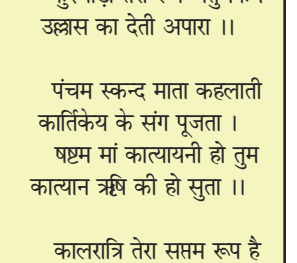 उल्लास का देती अपारा ।।
पंचम स्कन्द माता कहलाती
कार्तिकेय के संग पूजता ।
षष्टम मां कात्यायनी हो तुम
कात्यान ऋषि की हो सुता ।।
कालरात्रि तेरा सप्तम रूप है